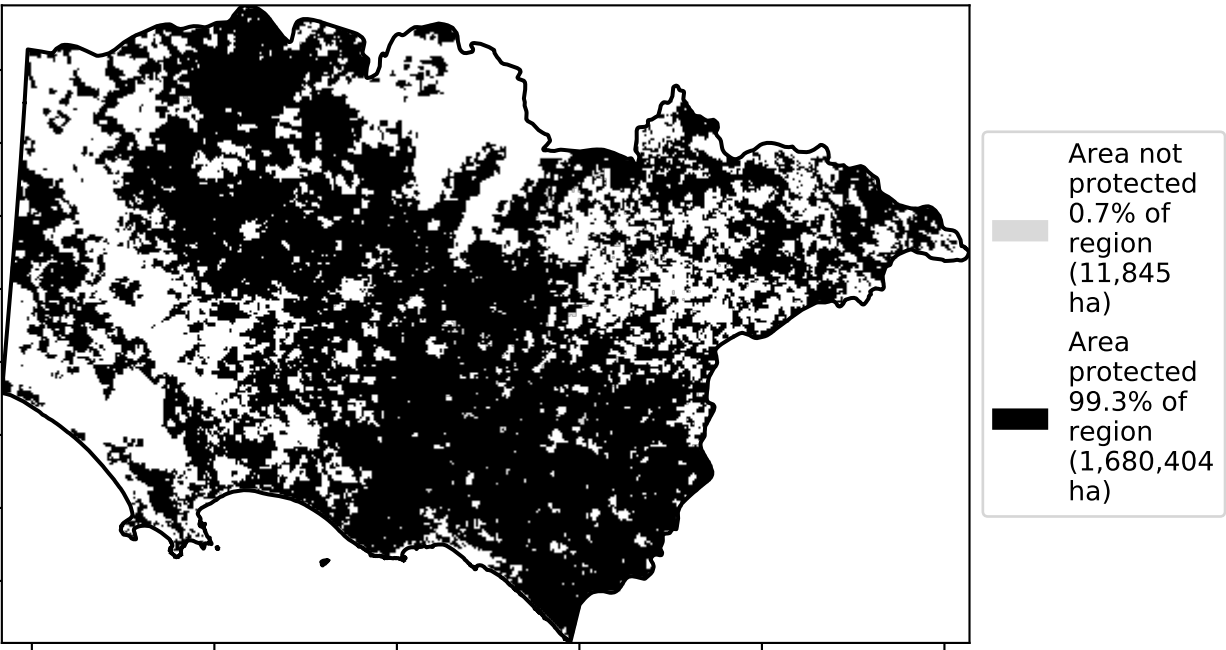 Area not
protected
0.7% of
region
(11,845
ha)
Area
protected
99.3% of
region
(1,680,404
ha)